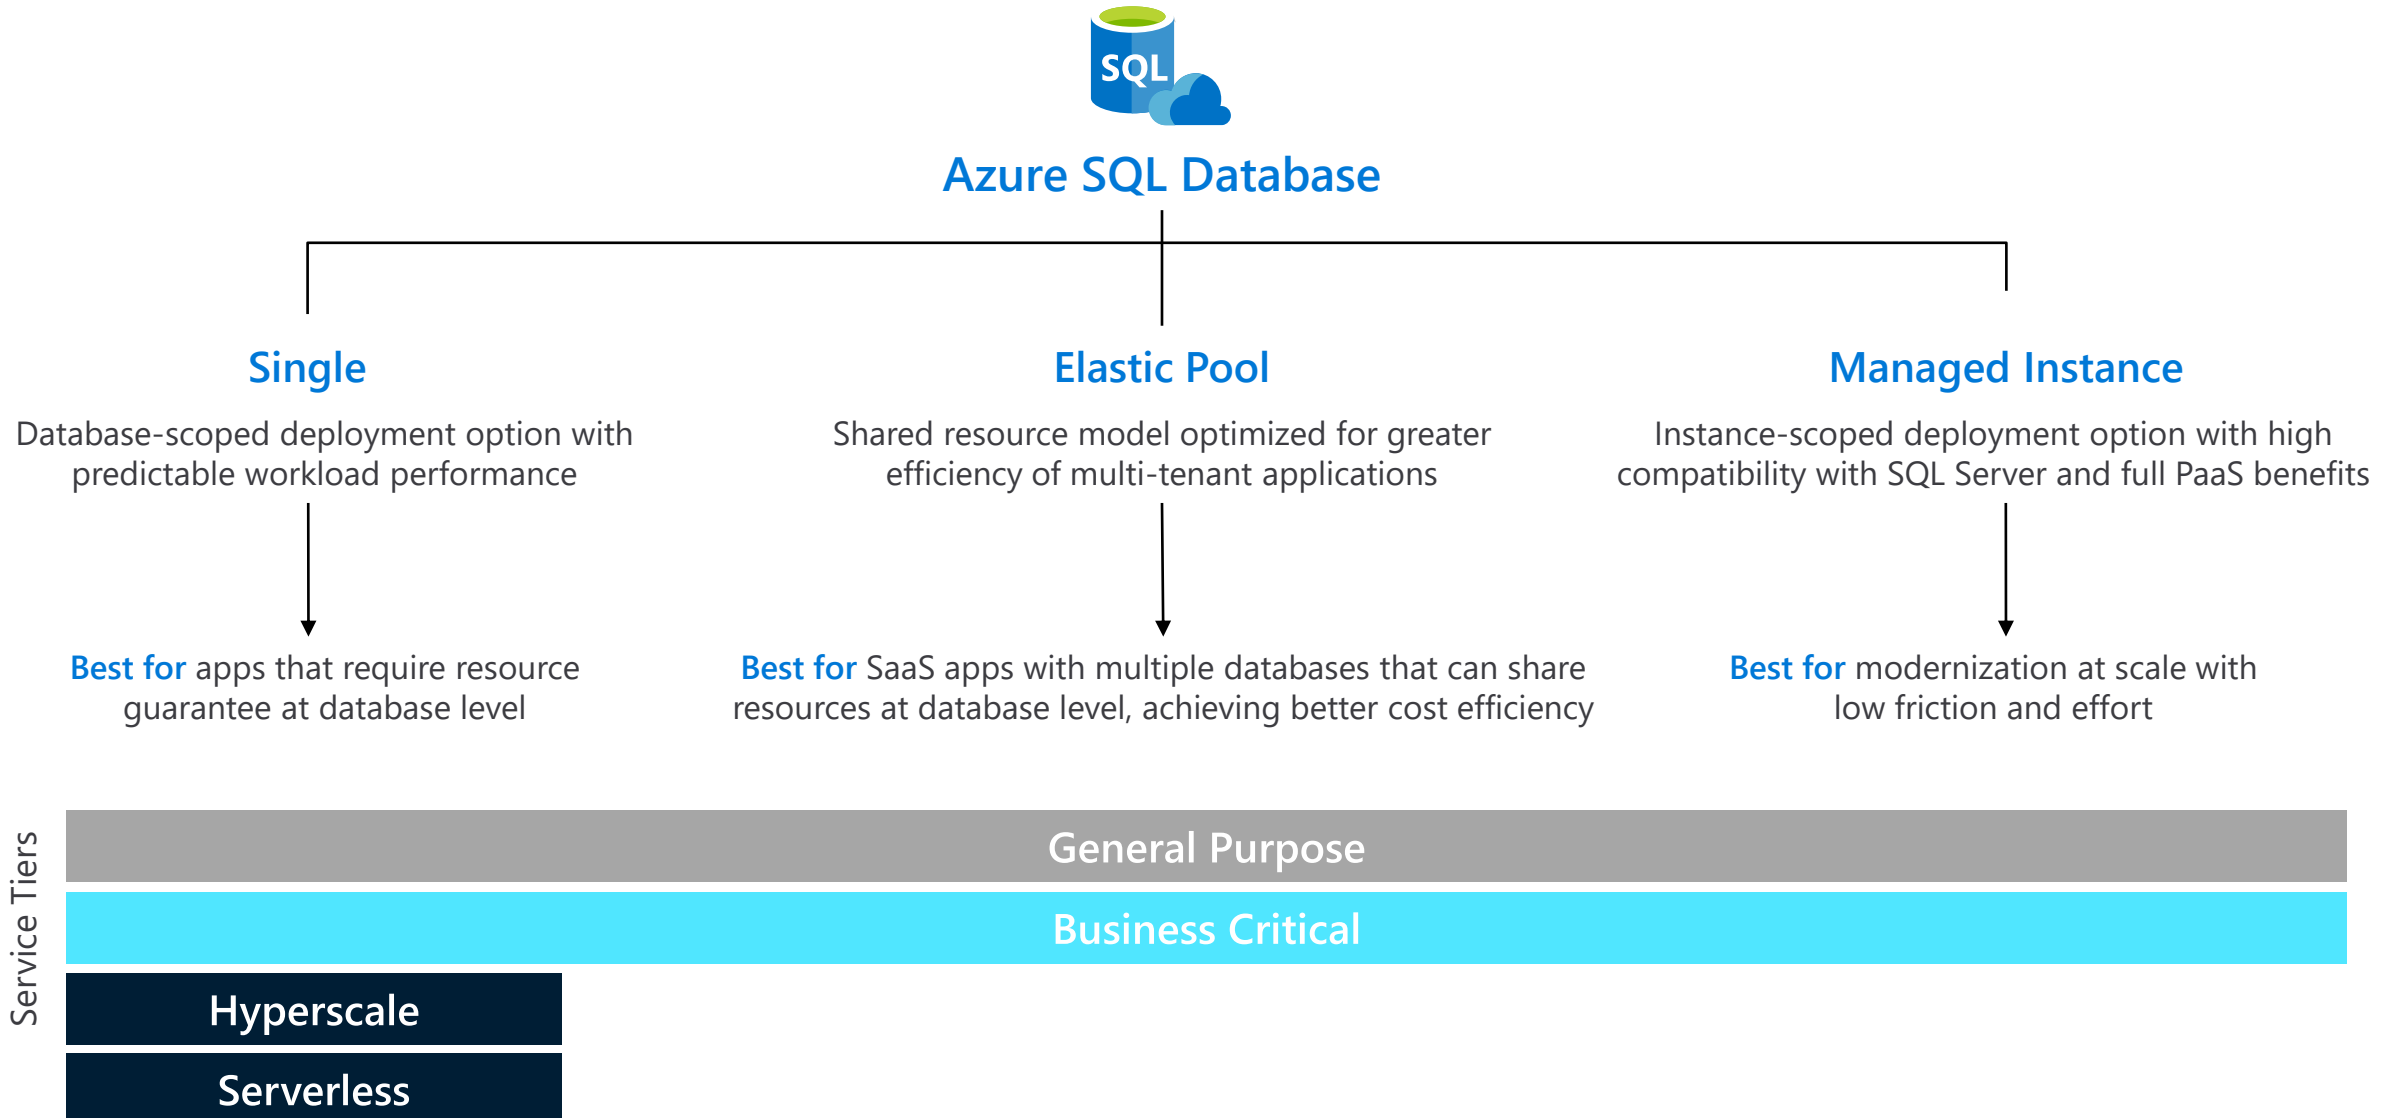 SQL
Azure SQL Database
Single
Database-scoped deployment option with
predictable workload performance
Best for apps that require resource
guarantee at database level
Elastic Pool
Shared resource model optimized for greater
efficiency of multi-tenant applications
Best for SaaS apps with multiple databases that can share
resources at database level, achieving better cost efficiency
Managed Instance
Instance-scoped deployment option with high
compatibility with SQL Server and full PaaS benefits
Best for modernization at scale with
low friction and effort
Service Tiers
General Purpose
Business Critical
Hyperscale
Serverless